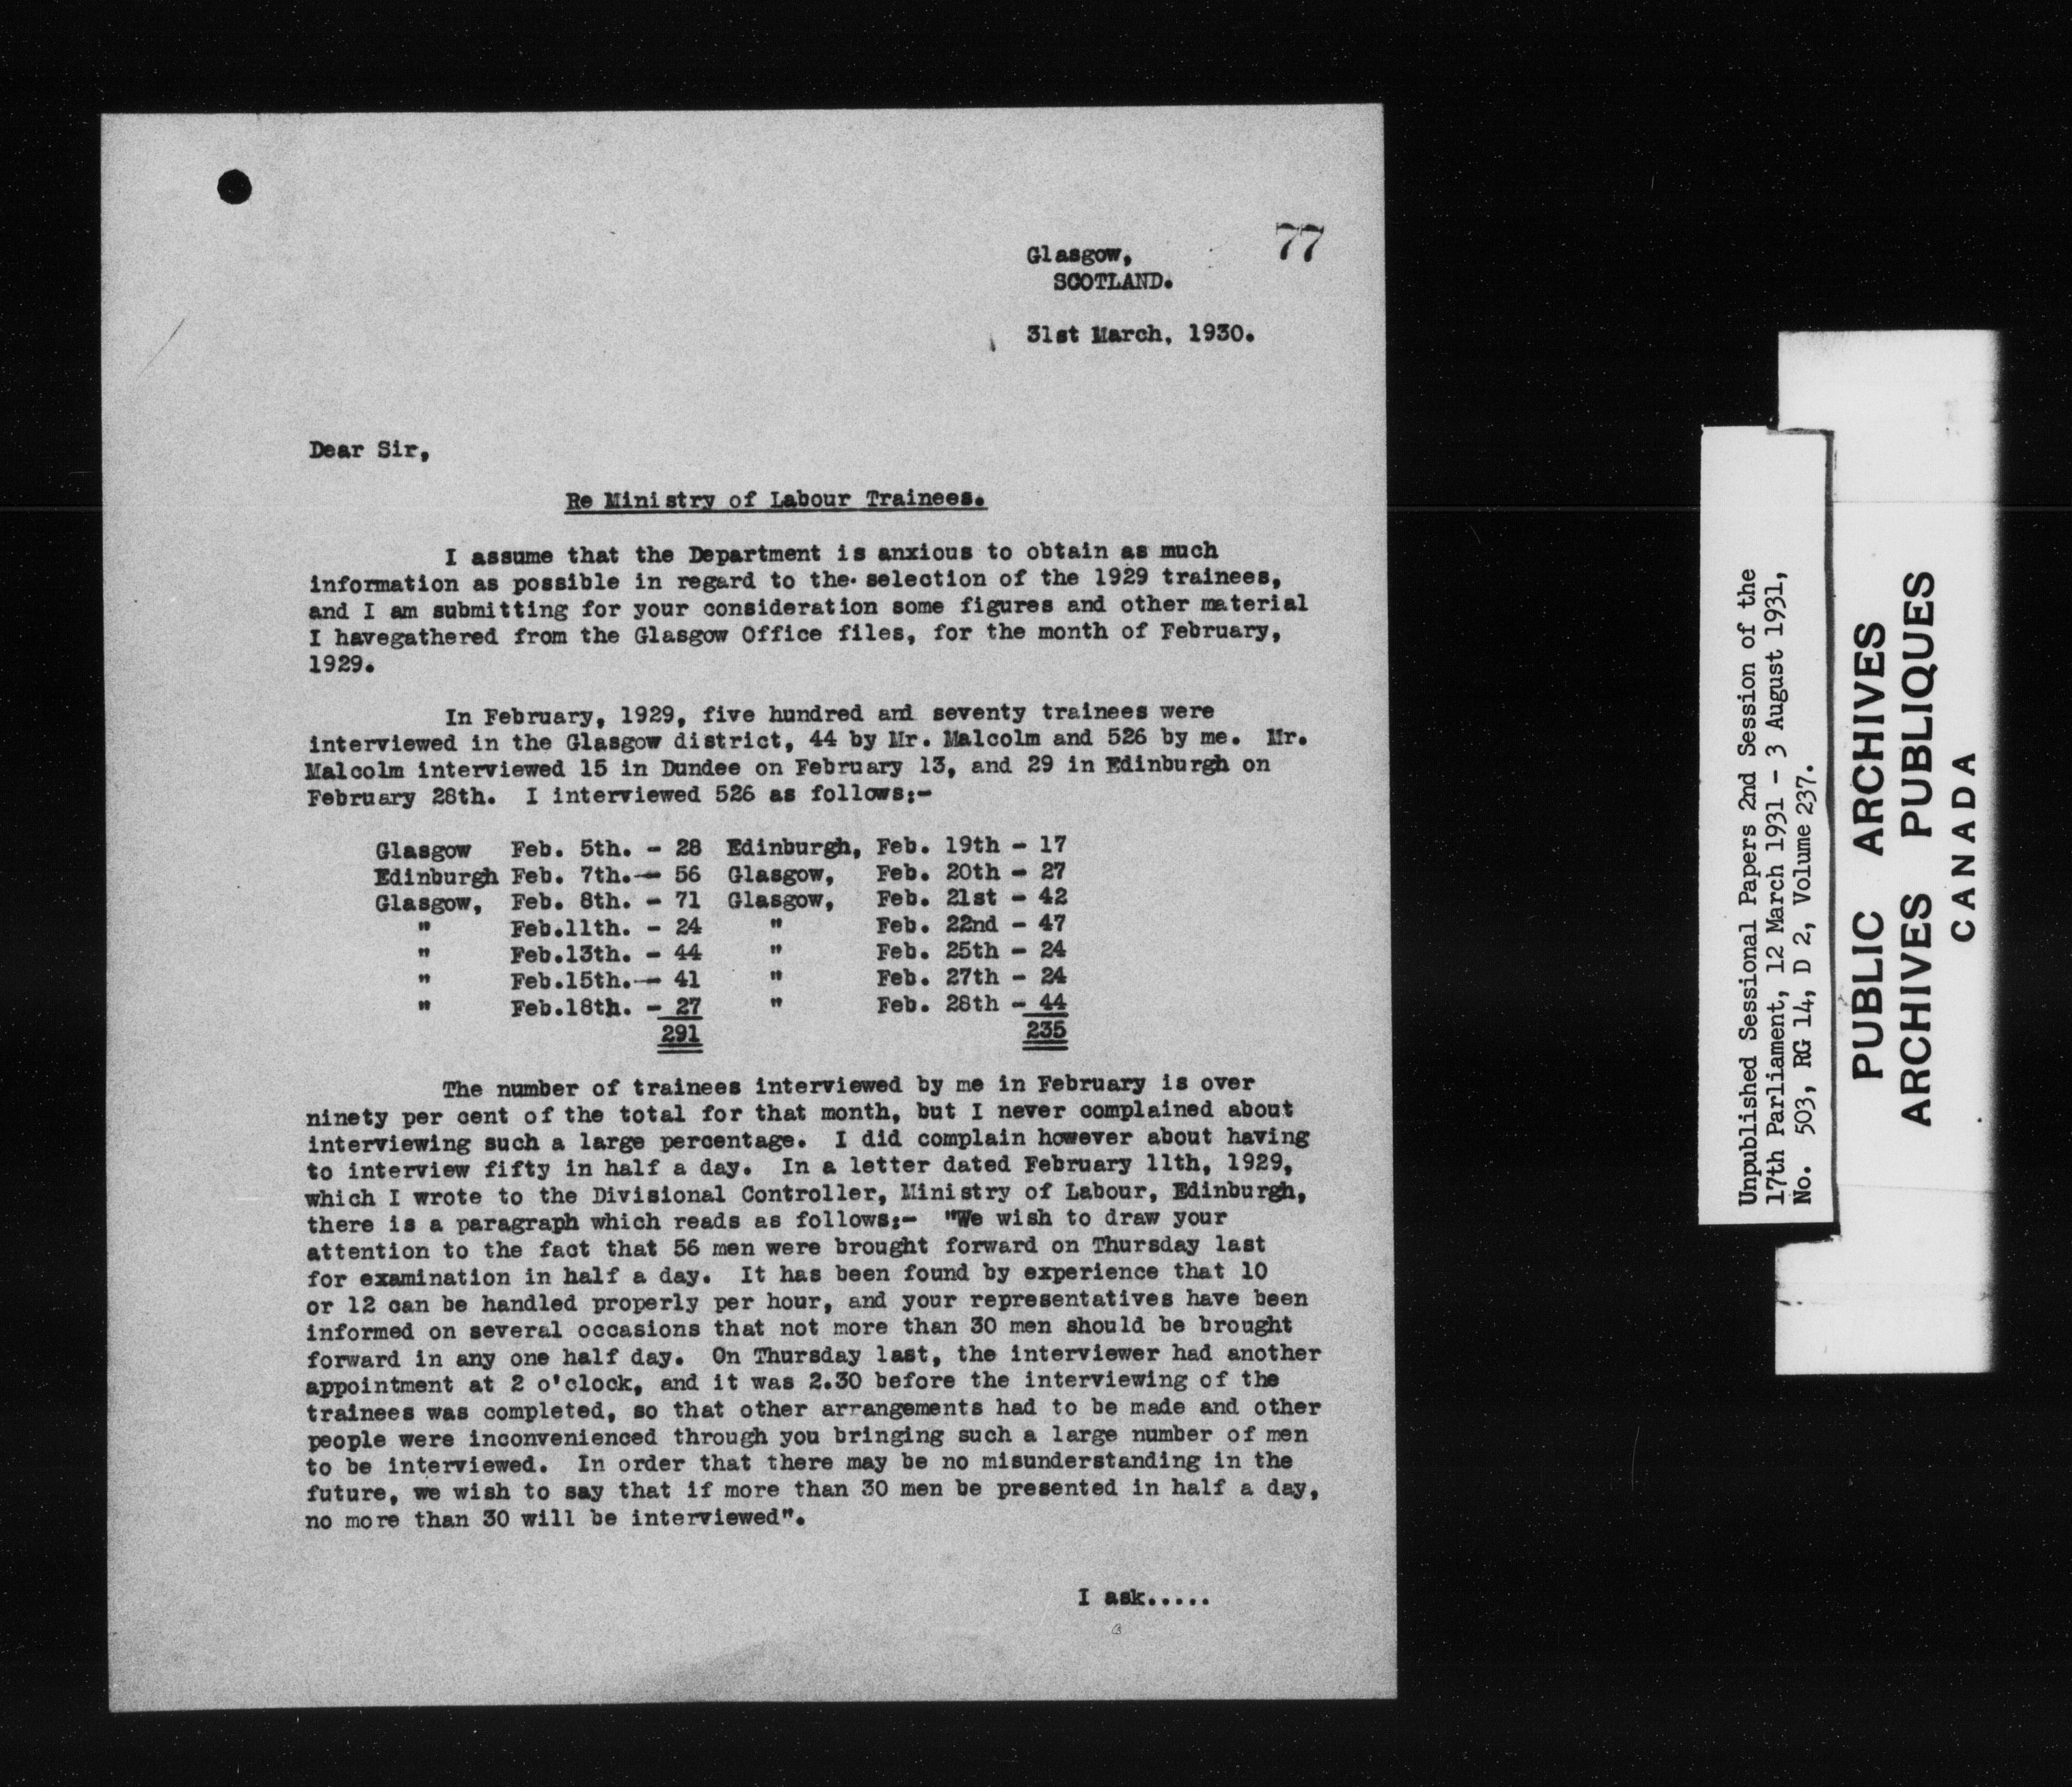 77
Glasgow,
SCOTLAND.
31st March, 1930.
Dear Sir,
Re Ministry of Labour Trainees.
I assume that the Department is anxious to obtain as much
information as possible in regard to the selection of the 1929 trainees,
and I am submitting for your consideration some figures and other material
I havegathered from the Glasgow Office files, for the month of February,
1929.
In February, 1929, five hundred and seventy trainees were
interviewed in the Glasgow district, 44 by Mr. Malcolm and 526 by me. Mr.
Malcolm interviewed 15 in Dundee on February 13, and 29 in Edinburgh on
February 28th. I interviewed 526 as follows:-
Glasgow Feb. 5th. - 28 Edinburgh, Feb. 19th - 17
Edinburgh Feb. 7th.- 56 Glasgow, Feb. 20th - 27
Glasgow, Feb. 8th. - 71 Glasgow, Feb. 21st - 42
" Feb.11th. - 24 " Feb. 22nd - 47
" Feb.13th. - 44 " Feb. 25th - 24
" Feb.15th.- 41 " Feb. 27th - 24
" Feb.18th. - 27 " Feb. 28th - 44
291 235
The number of trainees interviewed by me in February is over
ninety per cent of the total for that month, but I never complained about
interviewing such a large percentage. I did complain however about having
to interview fifty in half a day. In a letter dated February 11th, 1929,
which I wrote to the Divisional Controller, Ministry of Labour, Edinburgh,
there is a paragraph which reads as follows:- "We wish to draw your
attention to the fact that 56 men were brought forward on Thursday last
for examination in half a day. It has been found by experience that 10
or 12 can be handled properly per hour, and your representatives have been
informed on several occasions that not more than 30 men should be brought
forward in any one half day. On Thursday last, the interviewer had another
appointment at 2 o'clock, and it was 2.30 before the interviewing of the
trainees was completed, so that other arrangements had to be made and other
people were inconvenienced through you bringing such a large number of men
to be interviewed. In order that there may be no misunderstanding in the
future, we wish to say that if more than 30 men be presented in half a day,
no more than 30 will be interviewed".
I ask.....
Unpublished Sessional Papers 2nd Session of the
17th Parliament, 12 March 1931 - 3 August 1931,
No. 503, RG 14, D 2, Volume 237.
PUBLIC ARCHIVES
ARCHIVES PUBLIQUES
CANADA